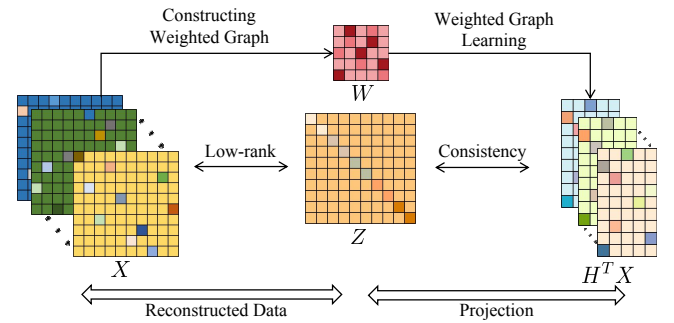 Constructing
Weighted Graph
Weighted Graph
Learning
W
Low-rank
Consistency
X
Z
H^T X
Reconstructed Data
Projection